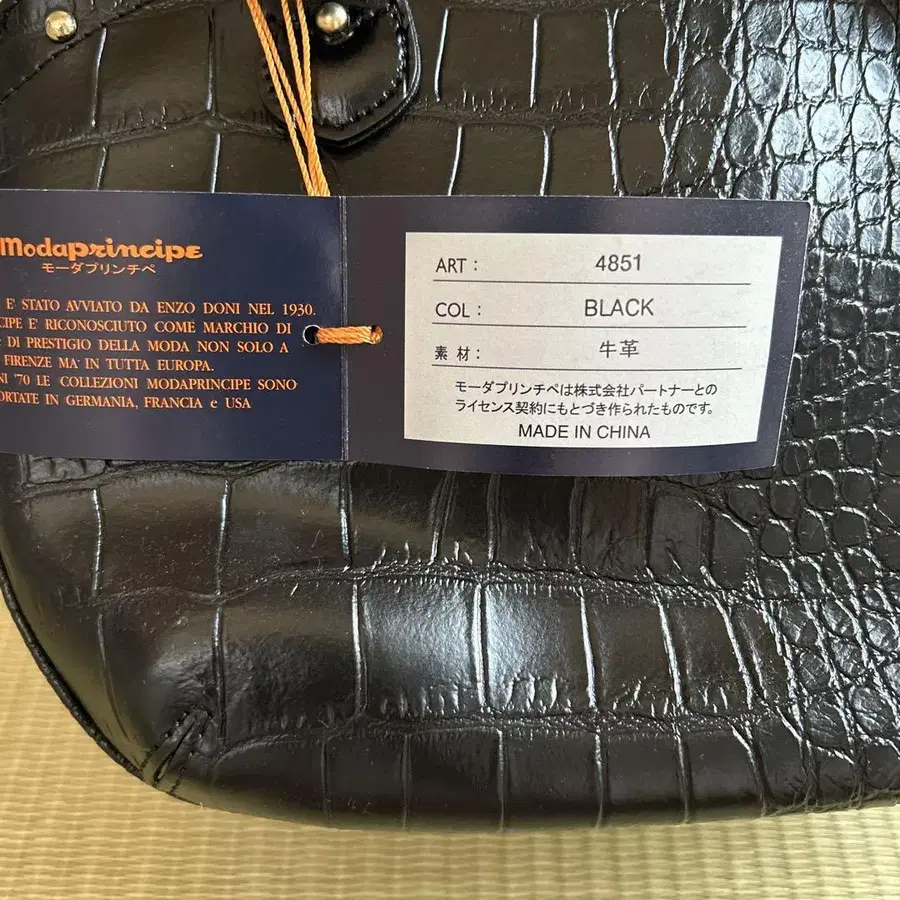 Modaprincipe
モーダプリンチペ
E' STATO AVVIATO DA ENZO DONI NEL 1930.
CIPE E' RICONOSCIUTO COME MARCHIO DI
DI PRESTIGIO DELLA MODA NON SOLO A
FIRENZE MA' IN TUTTA EUROPA.
NI '70 LE COLLEZIONI MODAPRINCIPE SONO
ORTATE IN GERMANIA, FRANCIA e USA
ART : 4851
COL : BLACK
素 材 : 牛革
モーダプリンチペは株式会社パートナーとの
ライセンス契約にもとづき作られたものです。
MADE IN CHINA